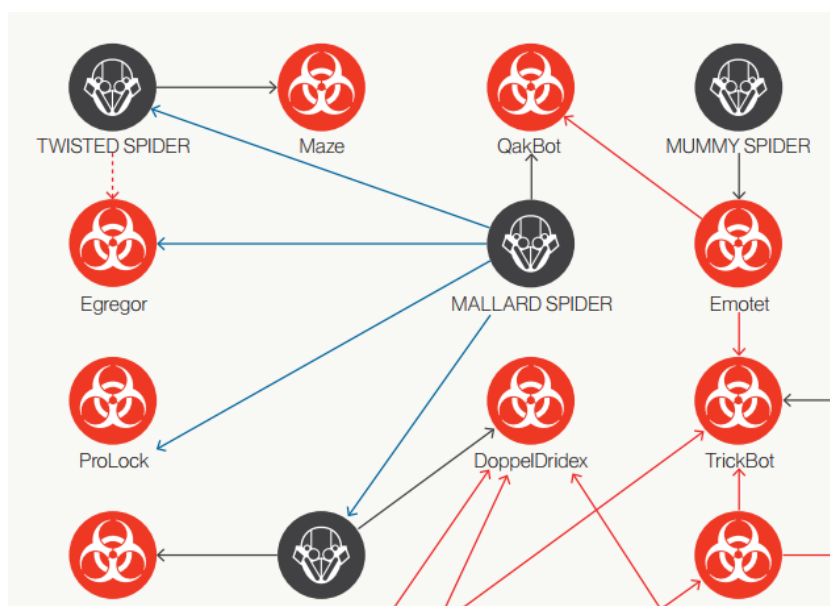 TWISTED SPIDER
Maze
QakBot
MUMMY SPIDER
Egregor
MALLARD SPIDER
Emotet
ProLock
DoppelDridex
TrickBot